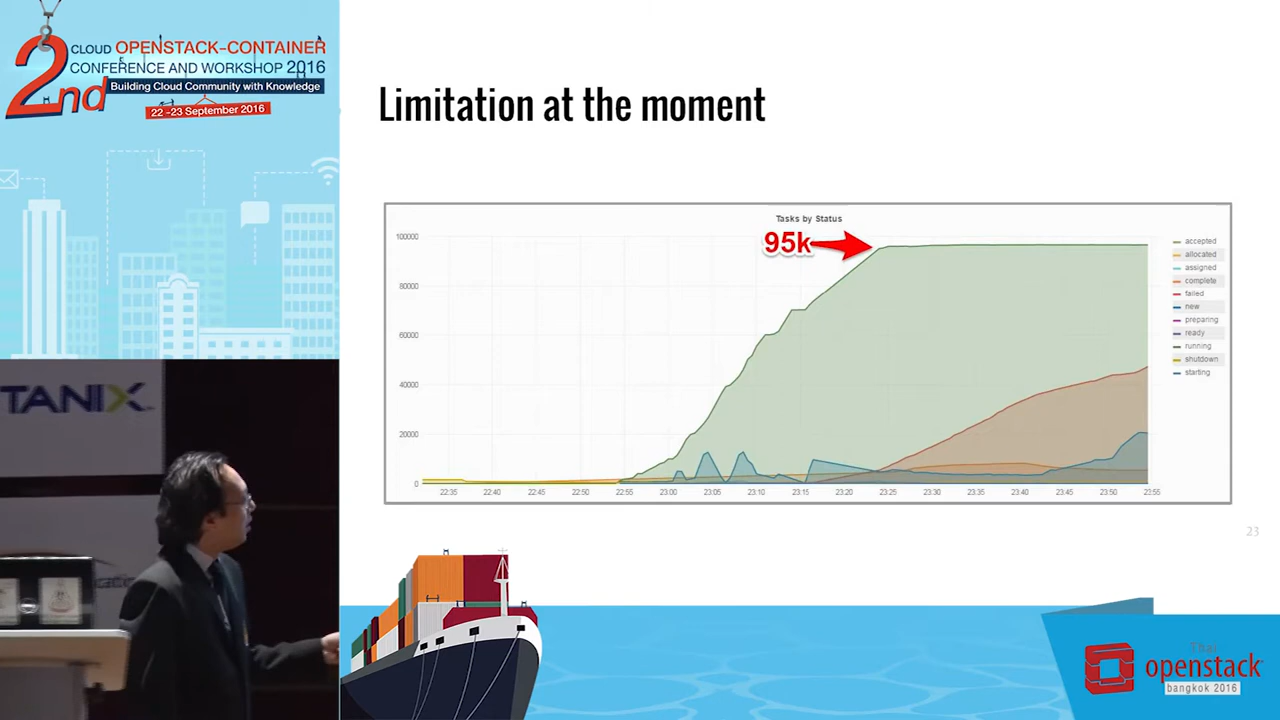 2nd
CLOUD OPENSTACK-CONTAINER
CONFERENCE AND WORKSHOP 2016
Building Cloud Community with Knowledge
22 -23 September 2016
Limitation at the moment
Tasks by Status
95k
100000
80000
60000
40000
20000
0
22:35 22:40 22:45 22:50 22:55 23:00 23:05 23:10 23:15 23:20 23:25 23:30 23:35 23:40 23:45 23:50 23:55
accepted
allocated
assigned
complete
failed
new
preparing
ready
running
shutdown
starting
TANIX
23
Thai
openstack
bangkok 2016